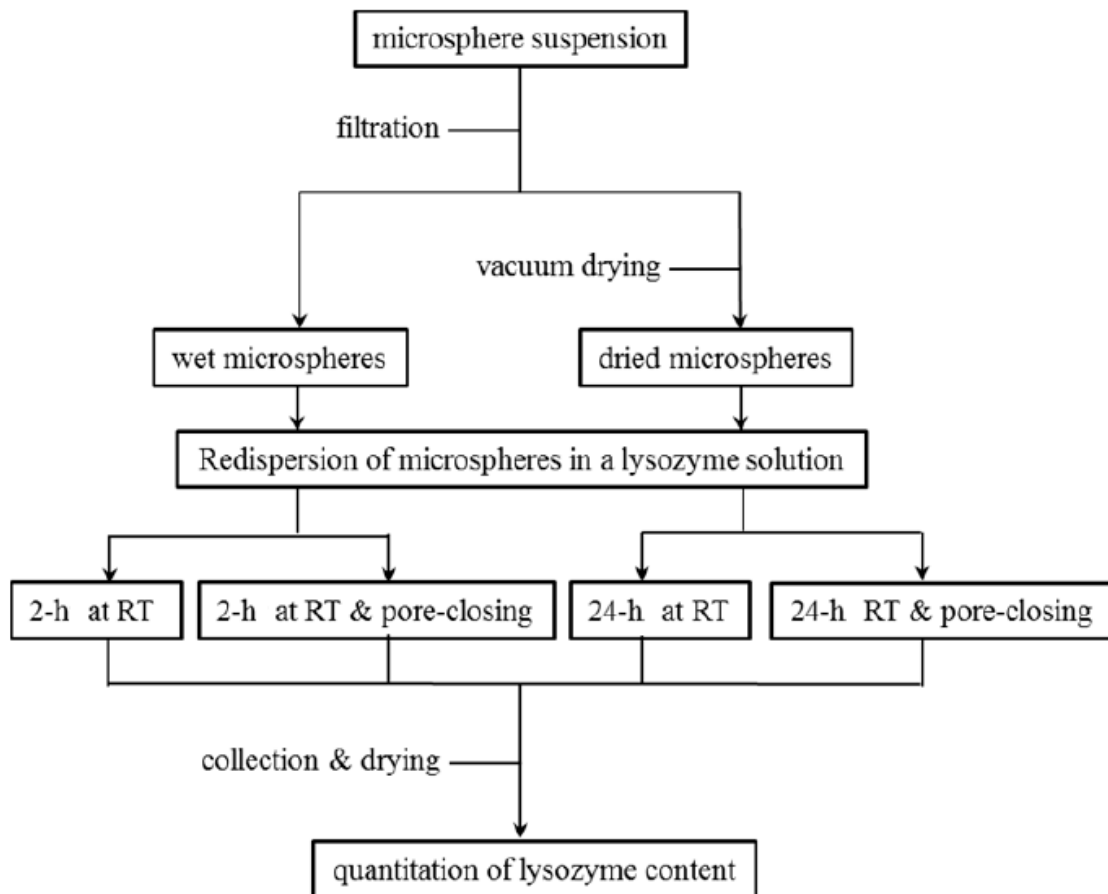 microsphere suspension
filtration
vacuum drying
wet microspheres
dried microspheres
Redispersion of microspheres in a lysozyme solution
2-h at RT
2-h at RT & pore-closing
24-h at RT
24-h RT & pore-closing
collection & drying
quantitation of lysozyme content